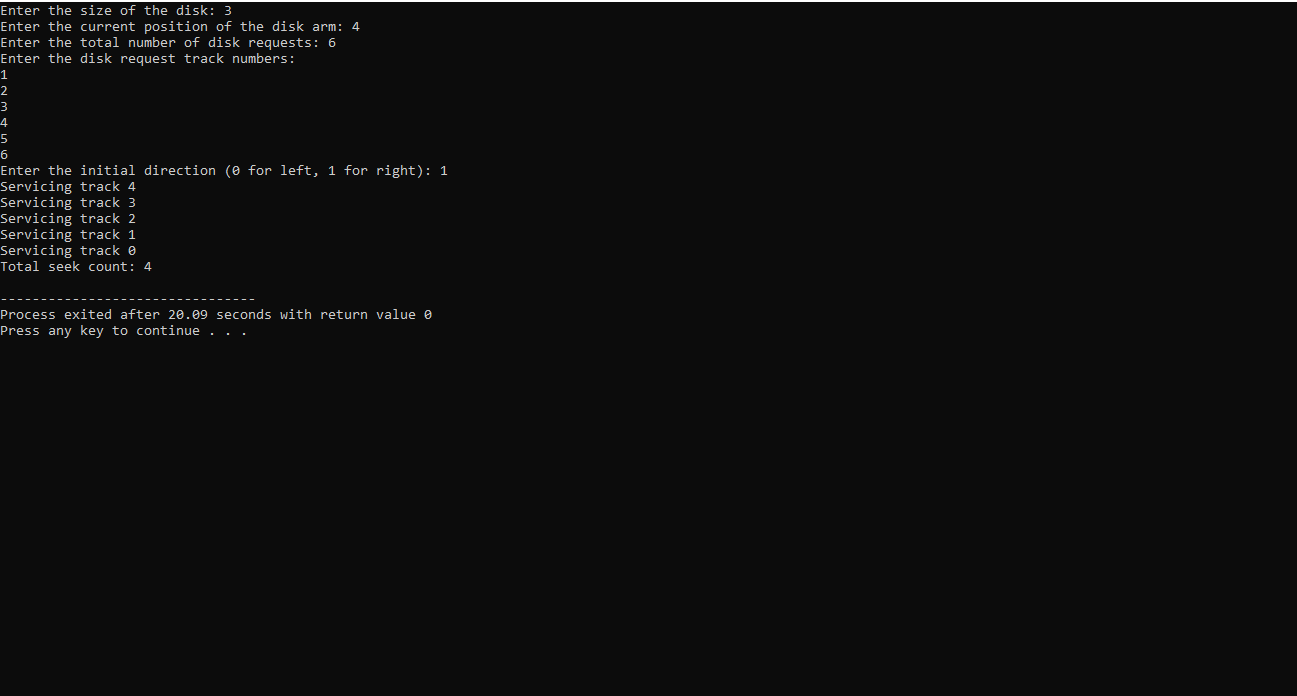 Enter the size of the disk: 3
Enter the current position of the disk arm: 4
Enter the total number of disk requests: 6
Enter the disk request track numbers:
1
2
3
4
5
6
Enter the initial direction (0 for left, 1 for right): 1
Servicing track 4
Servicing track 3
Servicing track 2
Servicing track 1
Servicing track 0
Total seek count: 4
--------------------------------
Process exited after 20.09 seconds with return value 0
Press any key to continue . . .